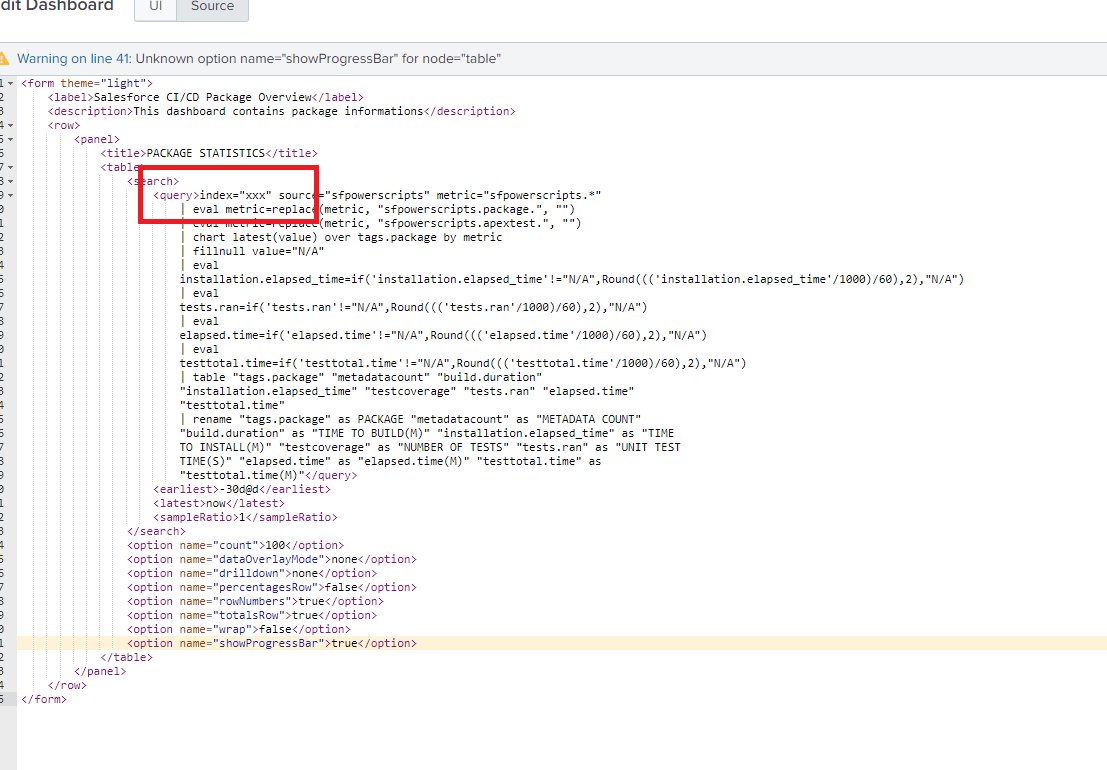 dit Dashboard
UI
Source
Warning on line 41: Unknown option name="showProgressBar" for node="table"
1 <form theme="light">
2 <label>Salesforce CI/CD Package Overview</label>
3 <description>This dashboard contains package informations</description>
4 <row>
5 <panel>
6 <title>PACKAGE STATISTICS</title>
7 <table>
8 <search>
9 <query>index="xxx" source="sfpowerscripts" metric="sfpowerscripts.*"
0 | eval metric=replace(metric, "sfpowerscripts.package.", "")
1 | eval metric=replace(metric, "sfpowerscripts.apextest.", "")
2 | chart latest(value) over tags.package by metric
3 | fillnull value="N/A"
4 | eval
5 installation.elapsed_time=if('installation.elapsed_time'!="N/A",Round((('installation.elapsed_time'/1000)/60),2),"N/A")
6 | eval
7 tests.ran=if('tests.ran'!="N/A",Round((('tests.ran'/1000)/60),2),"N/A")
8 | eval
9 elapsed.time=if('elapsed.time'!="N/A",Round((('elapsed.time'/1000)/60),2),"N/A")
0 | eval
1 testtotal.time=if('testtotal.time'!="N/A",Round((('testtotal.time'/1000)/60),2),"N/A")
2 | table "tags.package" "metadatacount" "build.duration"
3 "installation.elapsed_time" "testcoverage" "tests.ran" "elapsed.time"
4 "testtotal.time"
5 | rename "tags.package" as PACKAGE "metadatacount" as "METADATA COUNT"
6 "build.duration" as "TIME TO BUILD(M)" "installation.elapsed_time" as "TIME
7 TO INSTALL(M)" "testcoverage" as "NUMBER OF TESTS" "tests.ran" as "UNIT TEST
8 TIME(S)" "elapsed.time" as "elapsed.time(M)" "testtotal.time" as
9 "testtotal.time(M)"</query>
0 <earliest>-30d@d</earliest>
1 <latest>now</latest>
2 <sampleRatio>1</sampleRatio>
3 </search>
4 <option name="count">100</option>
5 <option name="dataOverlayMode">none</option>
6 <option name="drilldown">none</option>
7 <option name="percentagesRow">false</option>
8 <option name="rowNumbers">true</option>
9 <option name="totalsRow">true</option>
0 <option name="wrap">false</option>
1 <option name="showProgressBar">true</option>
2 </table>
3 </panel>
4 </row>
5 </form>